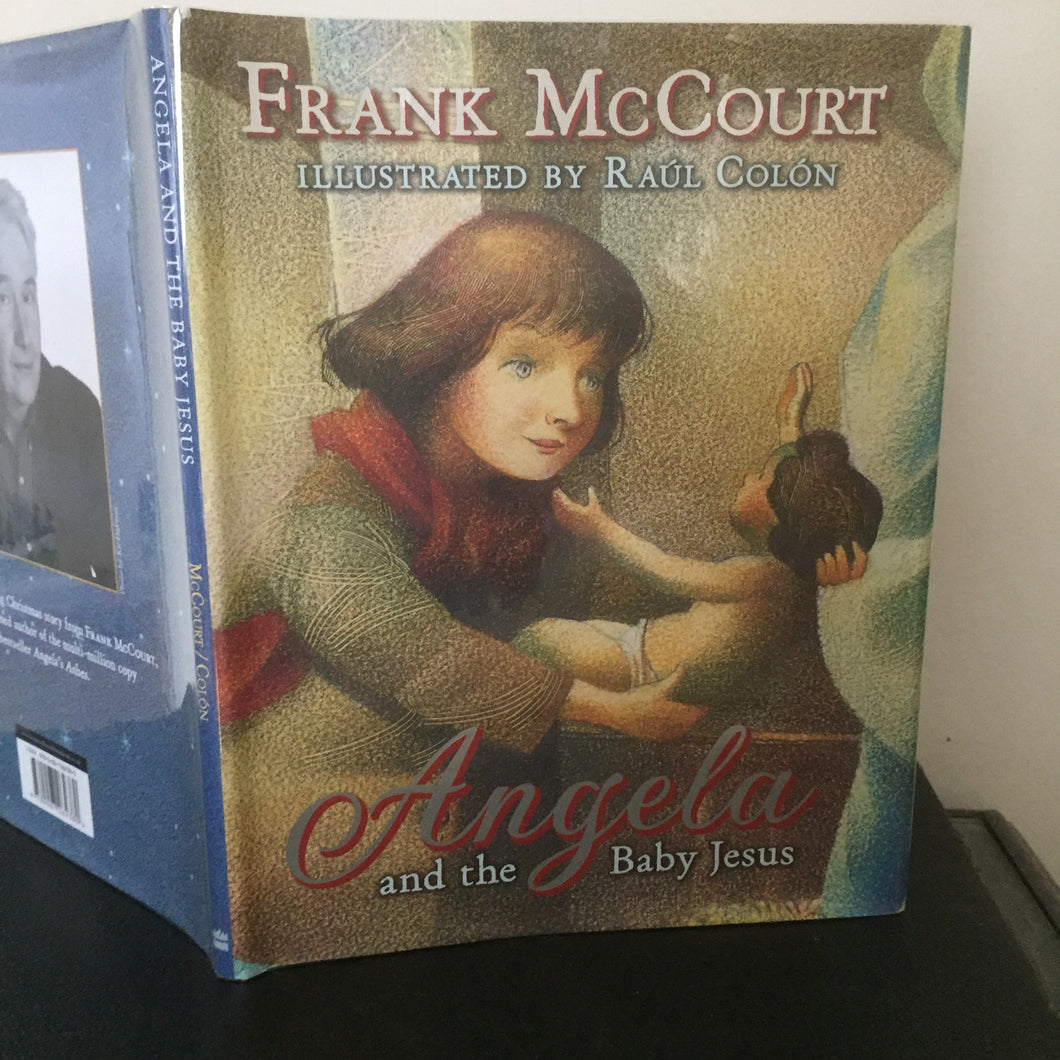 FRANK MCCOURT
ILLUSTRATED BY RAÚL COLÓN
Angela
and the Baby Jesus
ANGELA AND THE BABY JESUS
MCCOURT / COLÓN
Christmas story from FRANK MCCOURT,
author of the multi-million copy
bestseller Angela's Ashes.